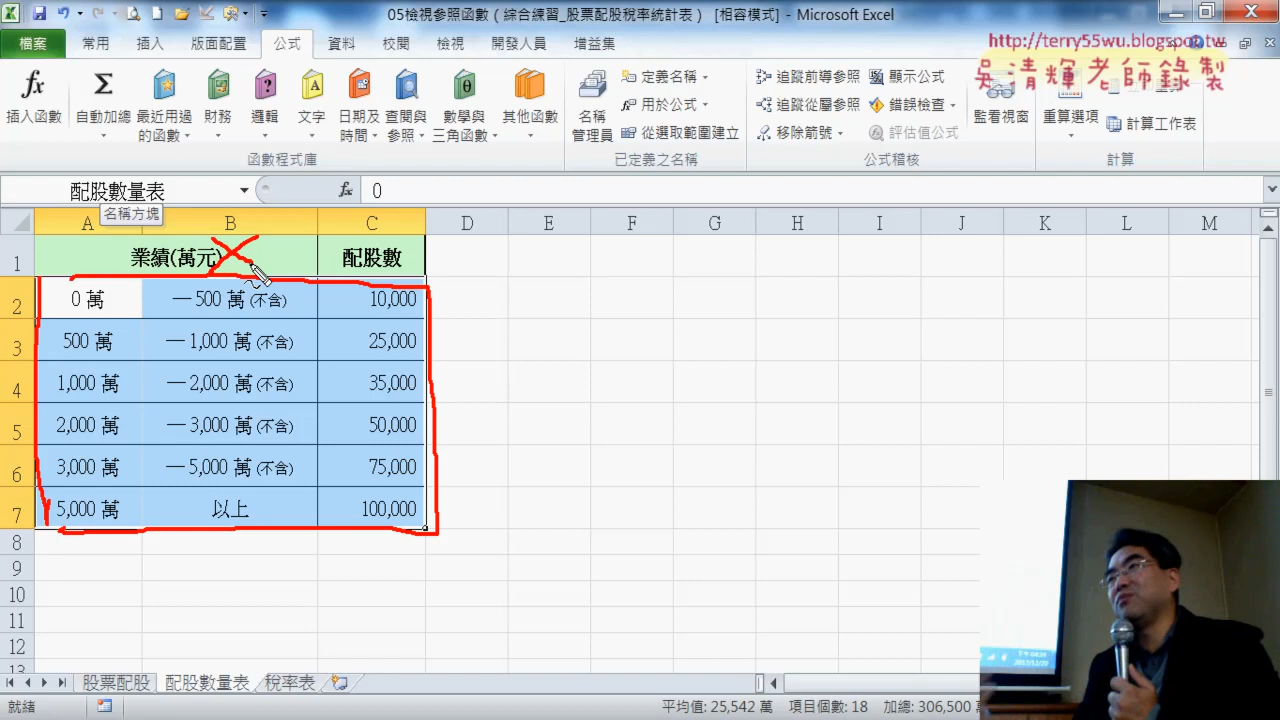 05檢視參照函數（綜合練習_股票配股稅率統計表） [相容模式] - Microsoft Excel
檔案 常用 插入 版面配置 公式 資料 校閱 檢視 開發人員 增益集
http://terry55wu.blogspot.tw
吳清輝老師錄製
插入函數 自動加總 最近用過的函數 財務 邏輯 文字 日期及時間 查閱與參照 數學與三角函數 其他函數
函數程式庫
名稱管理員 定義名稱 用於公式 從選取範圍建立
已定義之名稱
追蹤前導參照 追蹤從屬參照 移除箭號 顯示公式 錯誤檢查 評估值公式 監看視窗
公式稽核
重算選項 計算工作表
計算
配股數量表 fx 0
名稱方塊
A B C D E F G H I J K L M
1 業績(萬元) 配股數
2 0 萬 — 500 萬 (不含) 10,000
3 500 萬 — 1,000 萬 (不含) 25,000
4 1,000 萬 — 2,000 萬 (不含) 35,000
5 2,000 萬 — 3,000 萬 (不含) 50,000
6 3,000 萬 — 5,000 萬 (不含) 75,000
7 5,000 萬 以上 100,000
8
9
10
11
12
13
股票配股 配股數量表 稅率表
就緒 平均值: 25,542 萬 項目個數: 18 加總: 306,500